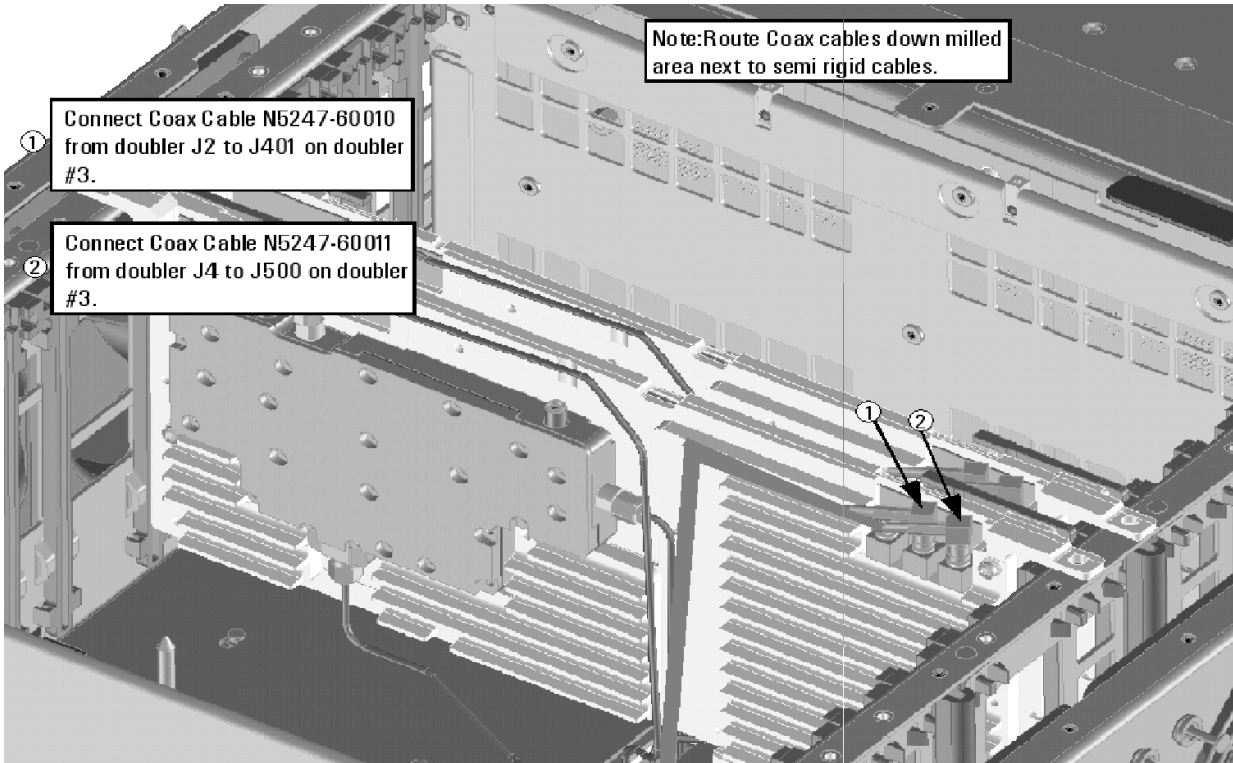 Note:Route Coax cables down milled
area next to semi rigid cables.
1
Connect Coax Cable N5247-60010
from doubler J2 to J401 on doubler
#3.
2
Connect Coax Cable N5247-60011
from doubler J4 to J500 on doubler
#3.
1
2